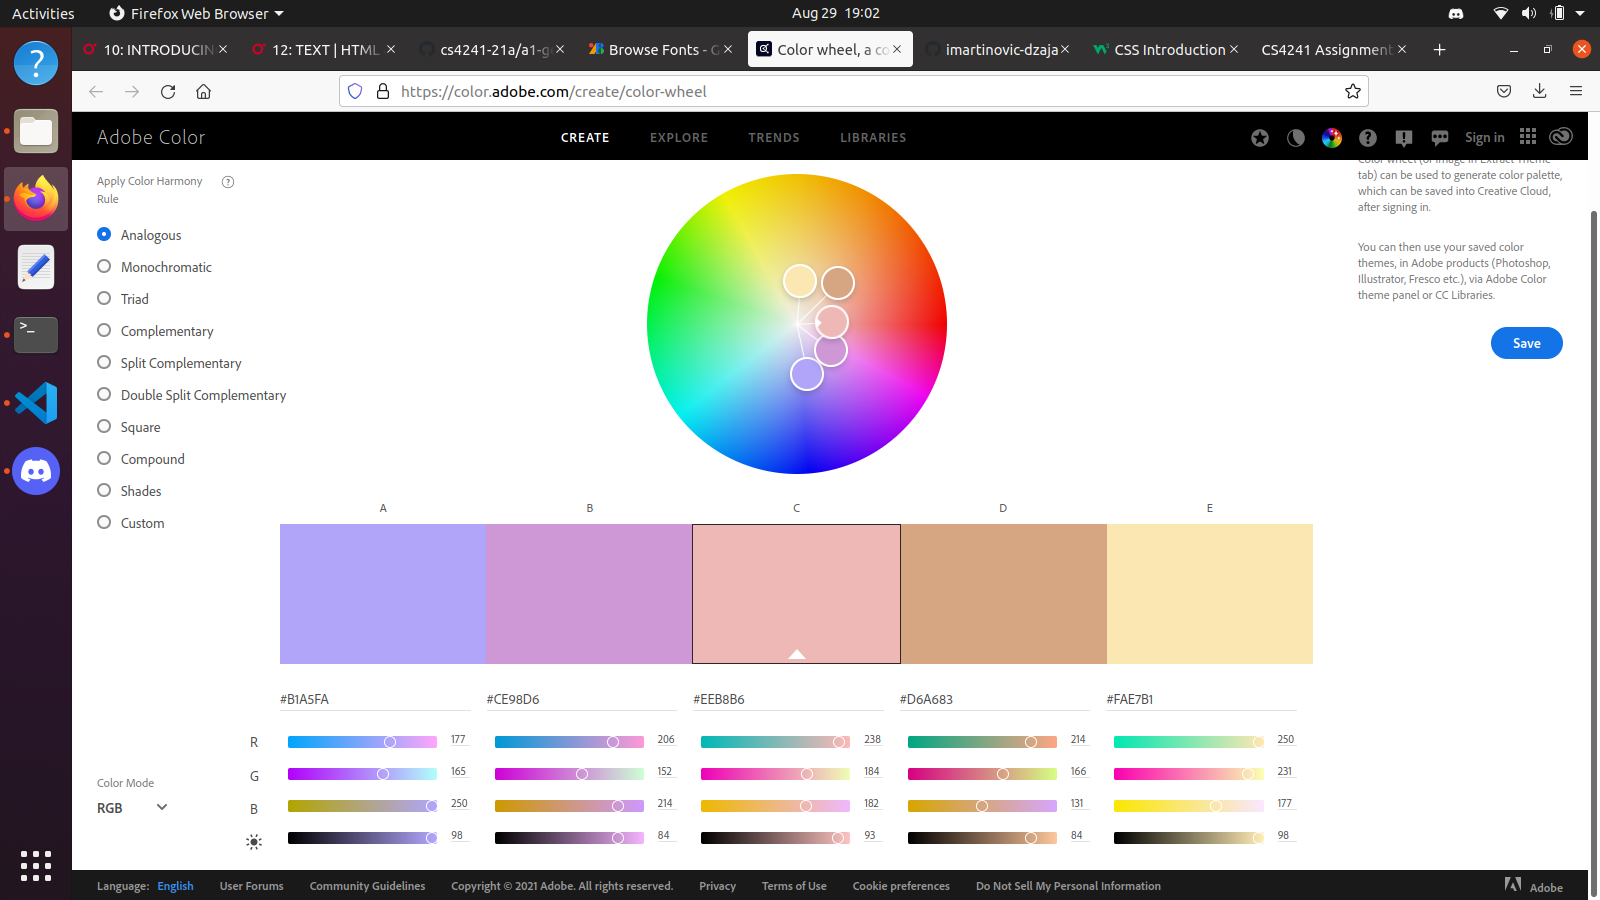 Activities
Firefox Web Browser
Aug 29 19:02
10: INTRODUCIN
12: TEXT | HTML
cs4241-21a/a1-g
Browse Fonts - G
Color wheel, a co
imartinovic-dzaja
CSS Introduction
CS4241 Assignment
https://color.adobe.com/create/color-wheel
Adobe Color
CREATE
EXPLORE
TRENDS
LIBRARIES
Sign in
Apply Color Harmony
Rule
Analogous
Monochromatic
Triad
Complementary
Split Complementary
Double Split Complementary
Square
Compound
Shades
Custom
Color wheel (or image in Extract Theme
tab) can be used to generate color palette,
which can be saved into Creative Cloud,
after signing in.
You can then use your saved color
themes, in Adobe products (Photoshop,
Illustrator, Fresco etc.), via Adobe Color
theme panel or CC Libraries.
Save
A B C D E
#B1A5FA #CE98D6 #EEB8B6 #D6A683 #FAE7B1
R 177 206 238 214 250
G 165 152 184 166 231
B 250 214 182 131 177
98 84 93 84 98
Color Mode
RGB
Language: English User Forums Community Guidelines Copyright © 2021 Adobe. All rights reserved. Privacy Terms of Use Cookie preferences Do Not Sell My Personal Information Adobe